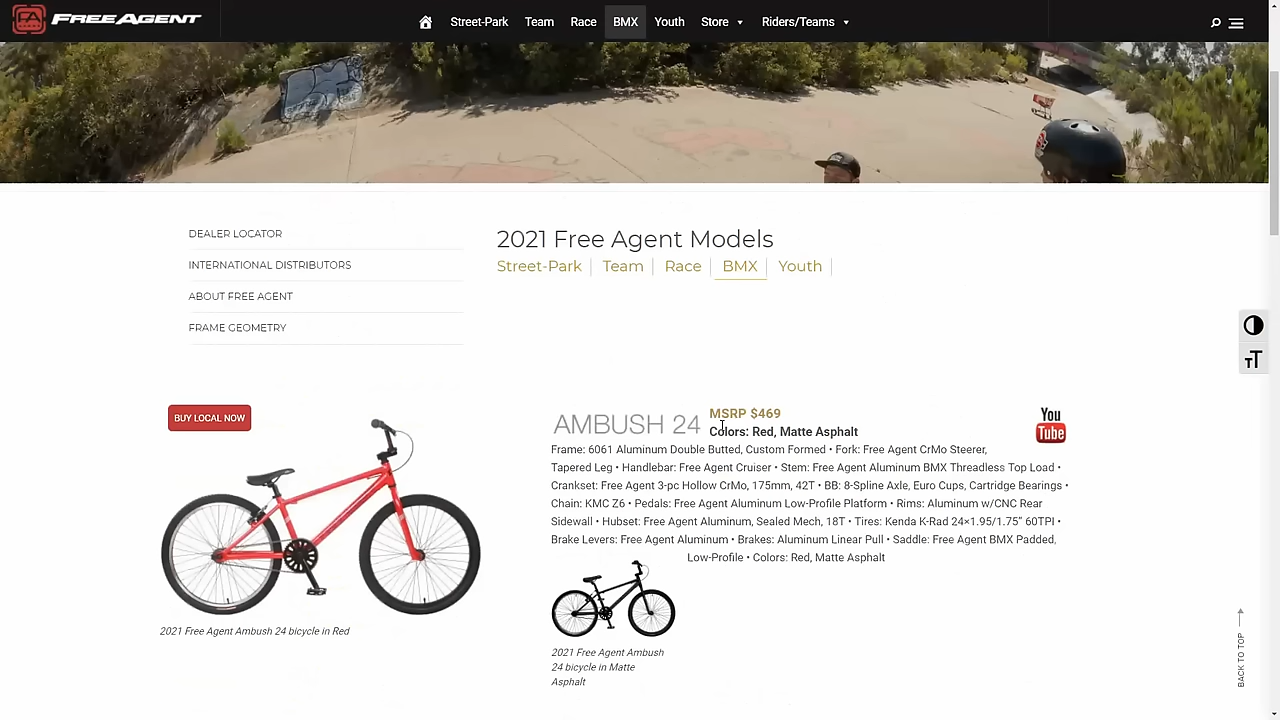 FA FREEAGENT
Street-Park Team Race BMX Youth Store Riders/Teams
DEALER LOCATOR
INTERNATIONAL DISTRIBUTORS
ABOUT FREE AGENT
FRAME GEOMETRY
2021 Free Agent Models
Street-Park Team Race BMX Youth
BUY LOCAL NOW
2021 Free Agent Ambush 24 bicycle in Red
AMBUSH 24
MSRP $469
Colors: Red, Matte Asphalt
You
Tube
Frame: 6061 Aluminum Double Butted, Custom Formed • Fork: Free Agent CrMo Steerer,
Tapered Leg • Handlebar: Free Agent Cruiser • Stem: Free Agent Aluminum BMX Threadless Top Load •
Crankset: Free Agent 3-pc Hollow CrMo, 175mm, 42T • BB: 8-Spline Axle, Euro Cups, Cartridge Bearings •
Chain: KMC Z6 • Pedals: Free Agent Aluminum Low-Profile Platform • Rims: Aluminum w/CNC Rear
Sidewall • Hubset: Free Agent Aluminum, Sealed Mech, 18T • Tires: Kenda K-Rad 24×1.95/1.75" 60TPI •
Brake Levers: Free Agent Aluminum • Brakes: Aluminum Linear Pull • Saddle: Free Agent BMX Padded,
Low-Profile • Colors: Red, Matte Asphalt
2021 Free Agent Ambush
24 bicycle in Matte
Asphalt
TT
BACK TO TOP